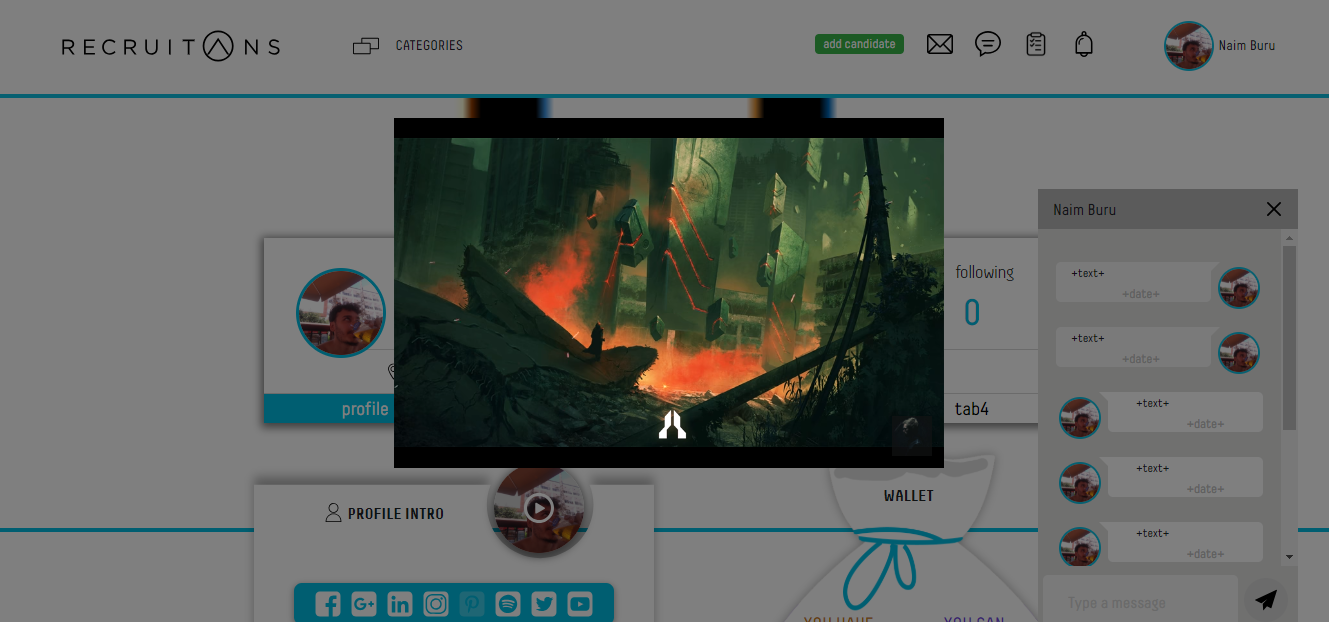 RECRUITONS
CATEGORIES
add candidate
Naim Buru
Naim Buru
+text+
+date+
+text+
+date+
+text+
+date+
+text+
+date+
+text+
+date+
Type a message
following
0
profile
tab4
PROFILE INTRO
WALLET
YOU HAVE
YOU CAN